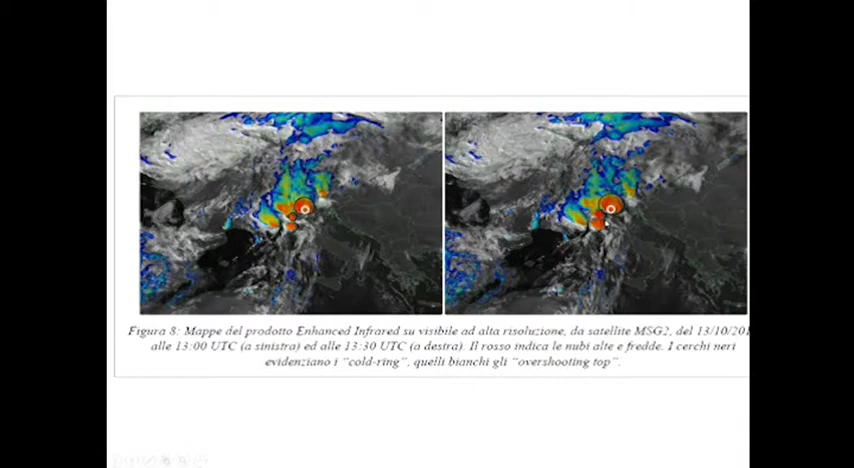 Figura 8: Mappe del prodotto Enhanced Infrared su visibile ad alta risoluzione, da satellite MSG2, del 13/10/201
alle 13:00 UTC (a sinistra) ed alle 13:30 UTC (a destra). Il rosso indica le nubi alte e fredde. I cerchi neri
evidenziano i "cold-ring", quelli bianchi gli "overshooting top".